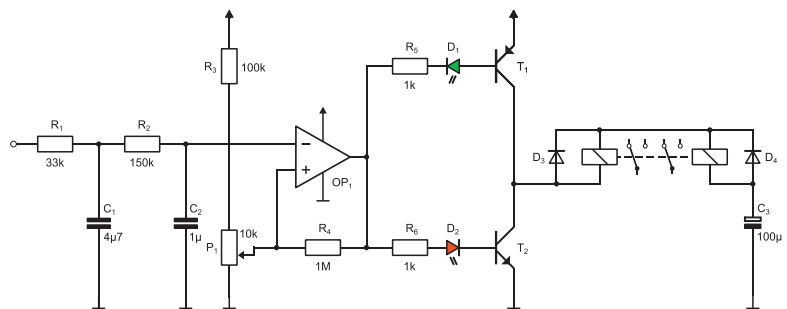 R₁
33k
C₁
4µ7
R₂
150k
C₂
1µ
R₃
100k
P₁
10k
−
+
OP₁
R₄
1M
R₅
1k
D₁
T₁
R₆
1k
D₂
T₂
D₃
D₄
C₃
100µ